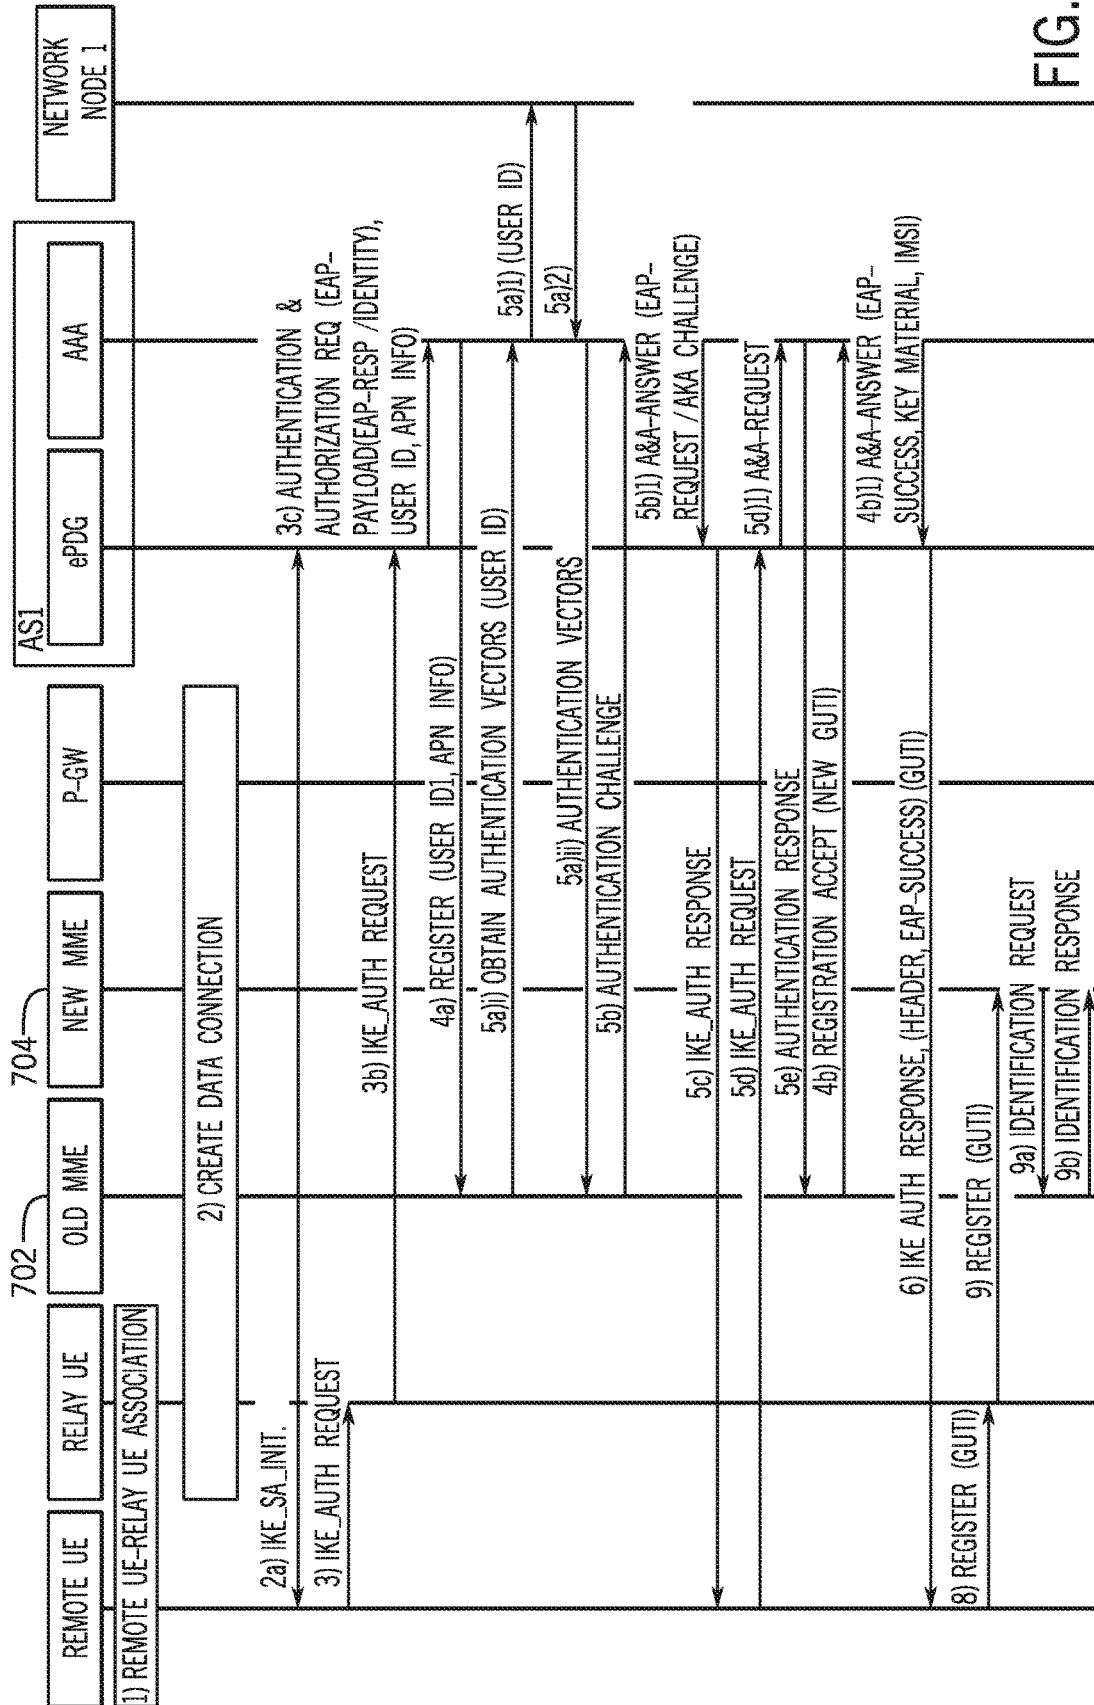 702
704
AS1
REMOTE UE
RELAY UE
OLD MME
NEW MME
P-GW
ePDG
AAA
NETWORK
NODE 1
1) REMOTE UE-RELAY UE ASSOCIATION
2) CREATE DATA CONNECTION
2a) IKE_SA_INIT.
3) IKE_AUTH REQUEST
3b) IKE_AUTH REQUEST
3c) AUTHENTICATION &
AUTHORIZATION REQ (EAP-
PAYLOAD(EAP-RESP /IDENTITY),
USER ID, APN INFO)
4a) REGISTER (USER ID1, APN INFO)
5a)i) OBTAIN AUTHENTICATION VECTORS (USER ID)
5a)1) (USER ID)
5a)2)
5a)ii) AUTHENTICATION VECTORS
5b) AUTHENTICATION CHALLENGE
5b)1) A&A-ANSWER (EAP-
REQUEST / AKA CHALLENGE)
5c) IKE_AUTH RESPONSE
5d) IKE_AUTH REQUEST
5d)1) A&A-REQUEST
5e) AUTHENTICATION RESPONSE
4b) REGISTRATION ACCEPT (NEW GUTI)
4b)1) A&A-ANSWER (EAP-
SUCCESS, KEY MATERIAL, IMSI)
6) IKE AUTH RESPONSE, (HEADER, EAP-SUCCESS) (GUTI)
8) REGISTER (GUTI)
9) REGISTER (GUTI)
9a) IDENTIFICATION REQUEST
9b) IDENTIFICATION RESPONSE
FIG.